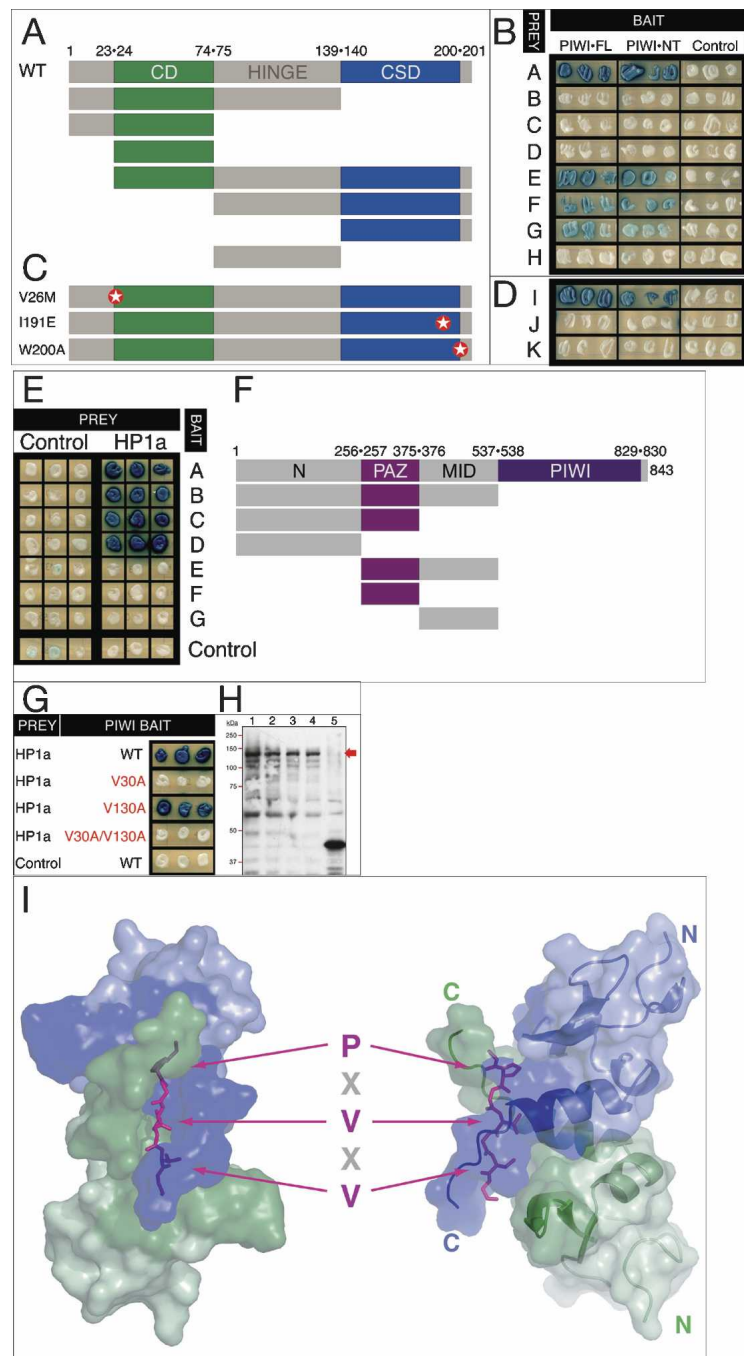 A
1 23•24 74•75 139•140 200•201
WT CD HINGE CSD
C
V26M
I191E
W200A
B
PREY
BAIT
PIWI•FL PIWI•NT Control
A
B
C
D
E
F
G
H
D
I
J
K
E
PREY
BAIT
Control HP1a
A
B
C
D
E
F
G
Control
F
1 256•257 375•376 537•538 829•830
N PAZ MID PIWI 843
B
C
D
E
F
G
G
PREY PIWI BAIT
HP1a WT
HP1a V30A
HP1a V130A
HP1a V30A/V130A
Control WT
H
kDa 1 2 3 4 5
250
150
100
75
50
37
I
N
C
P
X
V
X
V
C
N